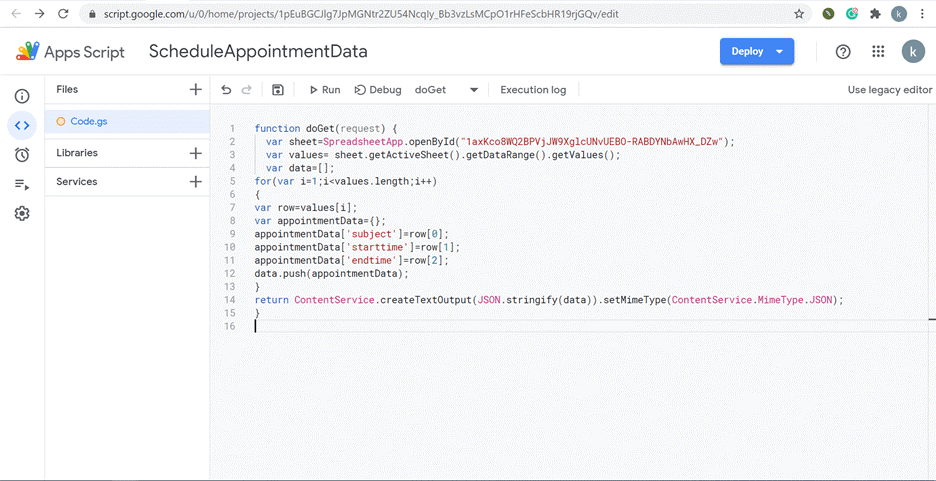 script.google.com/u/0/home/projects/1pEuBGCJlg7JpMGNtr2ZU54NcqIy_Bb3vzLsMCpO1rHFeScbHR19rjGQv/edit
k
Apps Script ScheduleAppointmentData Deploy k
Files Run Debug doGet Execution log Use legacy editor
Code.gs
Libraries
Services
1 function doGet(request) {
2 var sheet=SpreadsheetApp.openById("1axKco8WQ2BPVjJW9XglcUNvUEBO-RABDYNbAwHX_DZw");
3 var values= sheet.getActiveSheet().getDataRange().getValues();
4 var data=[];
5 for(var i=1;i<values.length;i++)
6 {
7 var row=values[i];
8 var appointmentData={};
9 appointmentData['subject']=row[0];
10 appointmentData['starttime']=row[1];
11 appointmentData['endtime']=row[2];
12 data.push(appointmentData);
13 }
14 return ContentService.createTextOutput(JSON.stringify(data)).setMimeType(ContentService.MimeType.JSON);
15 }
16